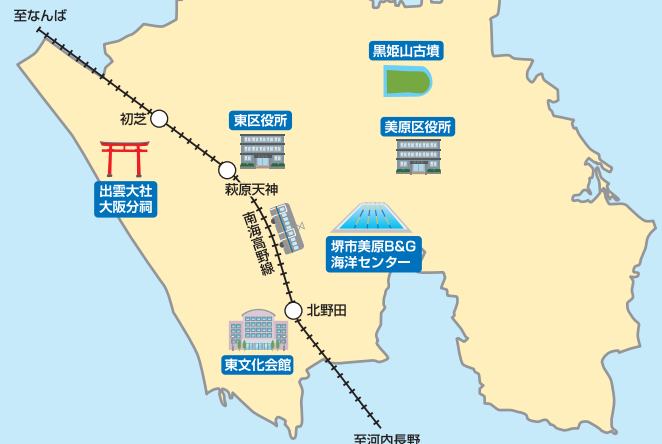 至なんば
黒姫山古墳
初芝
東区役所
美原区役所
出雲大社
大阪分祠
萩原天神
南海高野線
堺市美原B&G
海洋センター
北野田
東文化会館
至河内長野